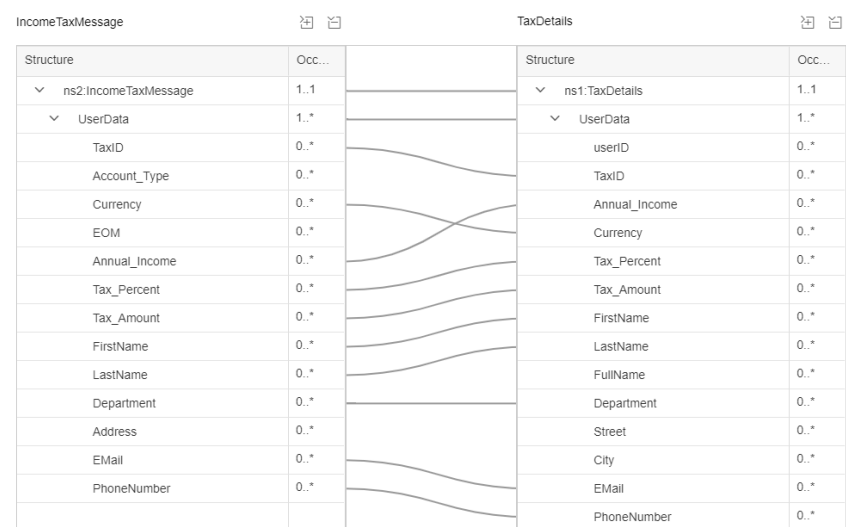 IncomeTaxMessage TaxDetails
Structure Occ... Structure Occ...
ns2:IncomeTaxMessage 1..1 ns1:TaxDetails 1..1
UserData 1..* UserData 1..*
TaxID 0..* userID 0..*
Account_Type 0..* TaxID 0..*
Currency 0..* Annual_Income 0..*
EOM 0..* Currency 0..*
Annual_Income 0..* Tax_Percent 0..*
Tax_Percent 0..* Tax_Amount 0..*
Tax_Amount 0..* FirstName 0..*
FirstName 0..* LastName 0..*
LastName 0..* FullName 0..*
Department 0..* Department 0..*
Address 0..* Street 0..*
EMail 0..* City 0..*
PhoneNumber 0..* EMail 0..*
PhoneNumber 0..*